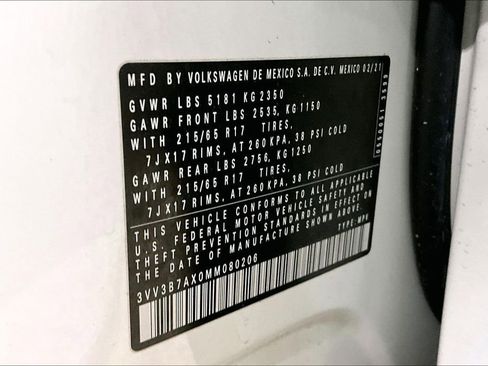 MFD BY VOLKSWAGEN DE MEXICO S.A. DE C.V. MEXICO 02/21
GVWR LBS 5181 KG 2350
GAWR FRONT LBS 2535, KG 1150
WITH 215/65 R17 TIRES,
7JX17 RIMS, AT 260 KPA, 38 PSI COLD
GAWR REAR LBS 2756, KG 1250
WITH 215/65 R17 TIRES,
7JX17 RIMS, AT 260 KPA, 38 PSI COLD
THIS VEHICLE CONFORMS TO ALL APPLICABLE
U.S. FEDERAL MOTOR VEHICLE SAFETY AND
THEFT PREVENTION STANDARDS IN EFFECT ON
THE DATE OF MANUFACTURE SHOWN ABOVE.
TYPE: MPV
3VV3B7AX0MM080206